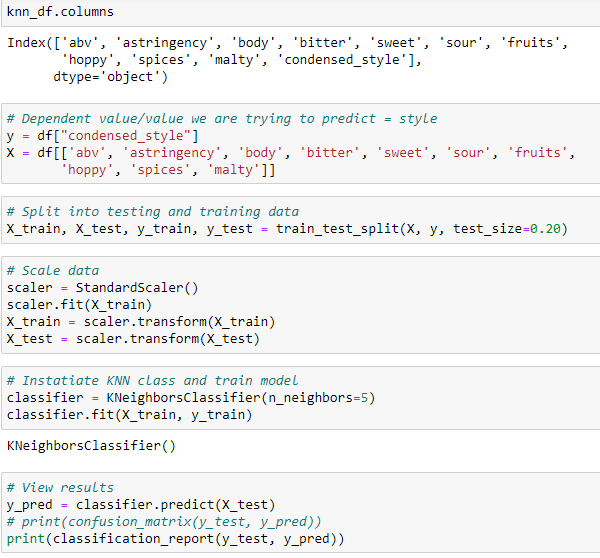 knn_df.columns
Index(['abv', 'astringency', 'body', 'bitter', 'sweet', 'sour', 'fruits',
       'hoppy', 'spices', 'malty', 'condensed_style'],
      dtype='object')
# Dependent value/value we are trying to predict = style
y = df["condensed_style"]
X = df[['abv', 'astringency', 'body', 'bitter', 'sweet', 'sour', 'fruits',
       'hoppy', 'spices', 'malty']]
# Split into testing and training data
X_train, X_test, y_train, y_test = train_test_split(X, y, test_size=0.20)
# Scale data
scaler = StandardScaler()
scaler.fit(X_train)
X_train = scaler.transform(X_train)
X_test = scaler.transform(X_test)
# Instatiate KNN class and train model
classifier = KNeighborsClassifier(n_neighbors=5)
classifier.fit(X_train, y_train)
KNeighborsClassifier()
# View results
y_pred = classifier.predict(X_test)
# print(confusion_matrix(y_test, y_pred))
print(classification_report(y_test, y_pred))